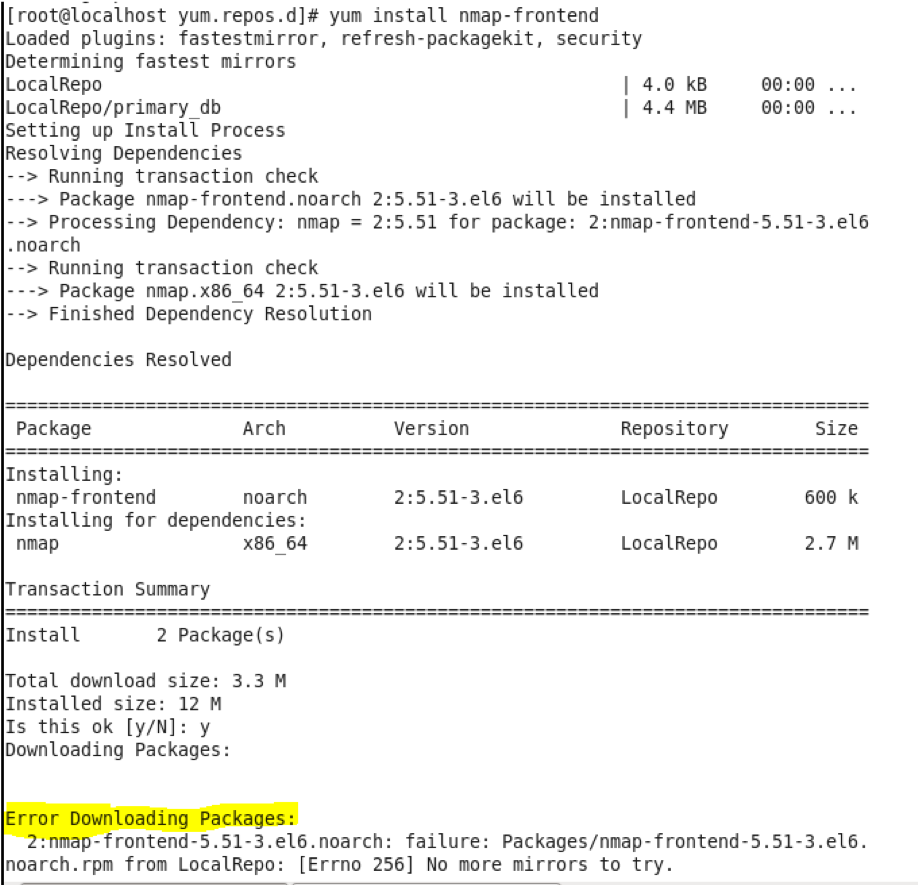 [root@localhost yum.repos.d]# yum install nmap-frontend
Loaded plugins: fastestmirror, refresh-packagekit, security
Determining fastest mirrors
LocalRepo                                                | 4.0 kB     00:00 ...
LocalRepo/primary_db                                     | 4.4 MB     00:00 ...
Setting up Install Process
Resolving Dependencies
--> Running transaction check
---> Package nmap-frontend.noarch 2:5.51-3.el6 will be installed
--> Processing Dependency: nmap = 2:5.51 for package: 2:nmap-frontend-5.51-3.el6
.noarch
--> Running transaction check
---> Package nmap.x86_64 2:5.51-3.el6 will be installed
--> Finished Dependency Resolution

Dependencies Resolved

================================================================================
 Package              Arch          Version              Repository        Size
================================================================================
Installing:
 nmap-frontend        noarch        2:5.51-3.el6         LocalRepo        600 k
Installing for dependencies:
 nmap                 x86_64        2:5.51-3.el6         LocalRepo        2.7 M

Transaction Summary
================================================================================
Install       2 Package(s)

Total download size: 3.3 M
Installed size: 12 M
Is this ok [y/N]: y
Downloading Packages:


Error Downloading Packages:
  2:nmap-frontend-5.51-3.el6.noarch: failure: Packages/nmap-frontend-5.51-3.el6.
noarch.rpm from LocalRepo: [Errno 256] No more mirrors to try.